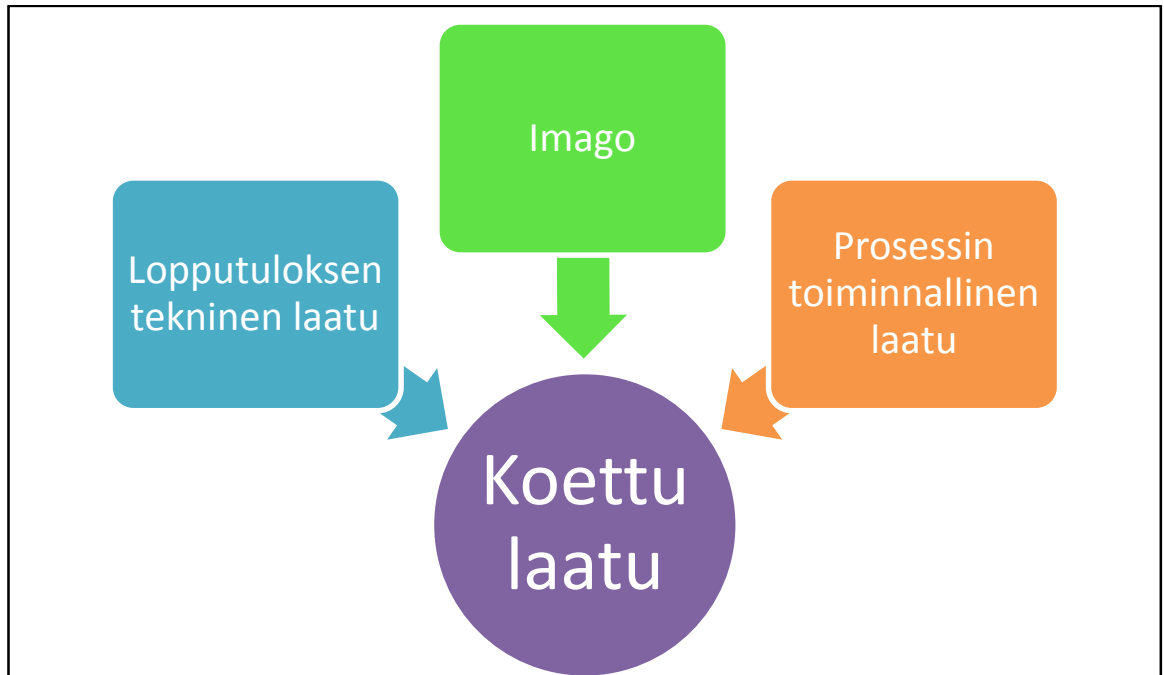 Imago
Lopputuloksen
tekninen laatu
Prosessin
toiminnallinen
laatu
Koettu
laatu